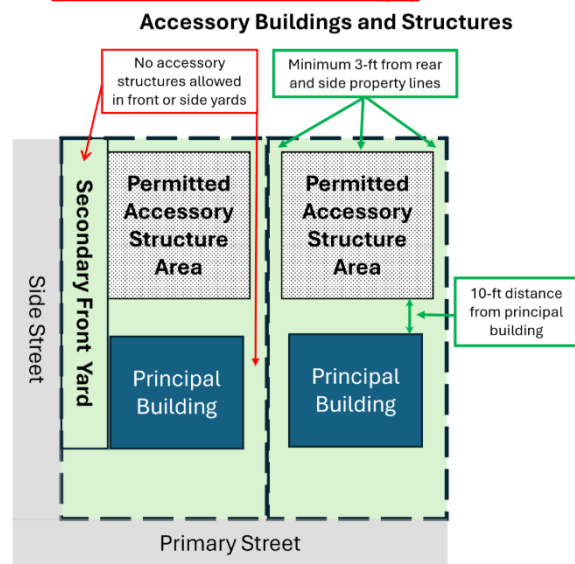 Accessory Buildings and Structures
No accessory
structures allowed
in front or side yards
Minimum 3-ft from rear
and side property lines
Secondary Front Yard
Permitted
Accessory
Structure
Area
Permitted
Accessory
Structure
Area
Side Street
10-ft distance
from principal
building
Principal
Building
Principal
Building
Primary Street